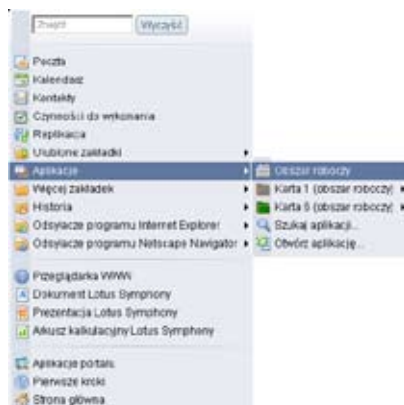 Znajdź
Wyczyść
Poczta
Kalendarz
Kontakty
Czynności do wykonania
Replikacja
Ulubione zakładki
Aplikacje
Obszar roboczy
Więcej zakładek
Karta 1 (obszar roboczy)
Historia
Karta 6 (obszar roboczy)
Odsyłacze programu Internet Explorer
Szukaj aplikacji...
Odsyłacze programu Netscape Navigator
Otwórz aplikację...
Przeglądarka WWW
Dokument Lotus Symphony
Prezentacja Lotus Symphony
Arkusz kalkulacyjny Lotus Symphony
Aplikacje portalu
Pierwsze kroki
Strona główna